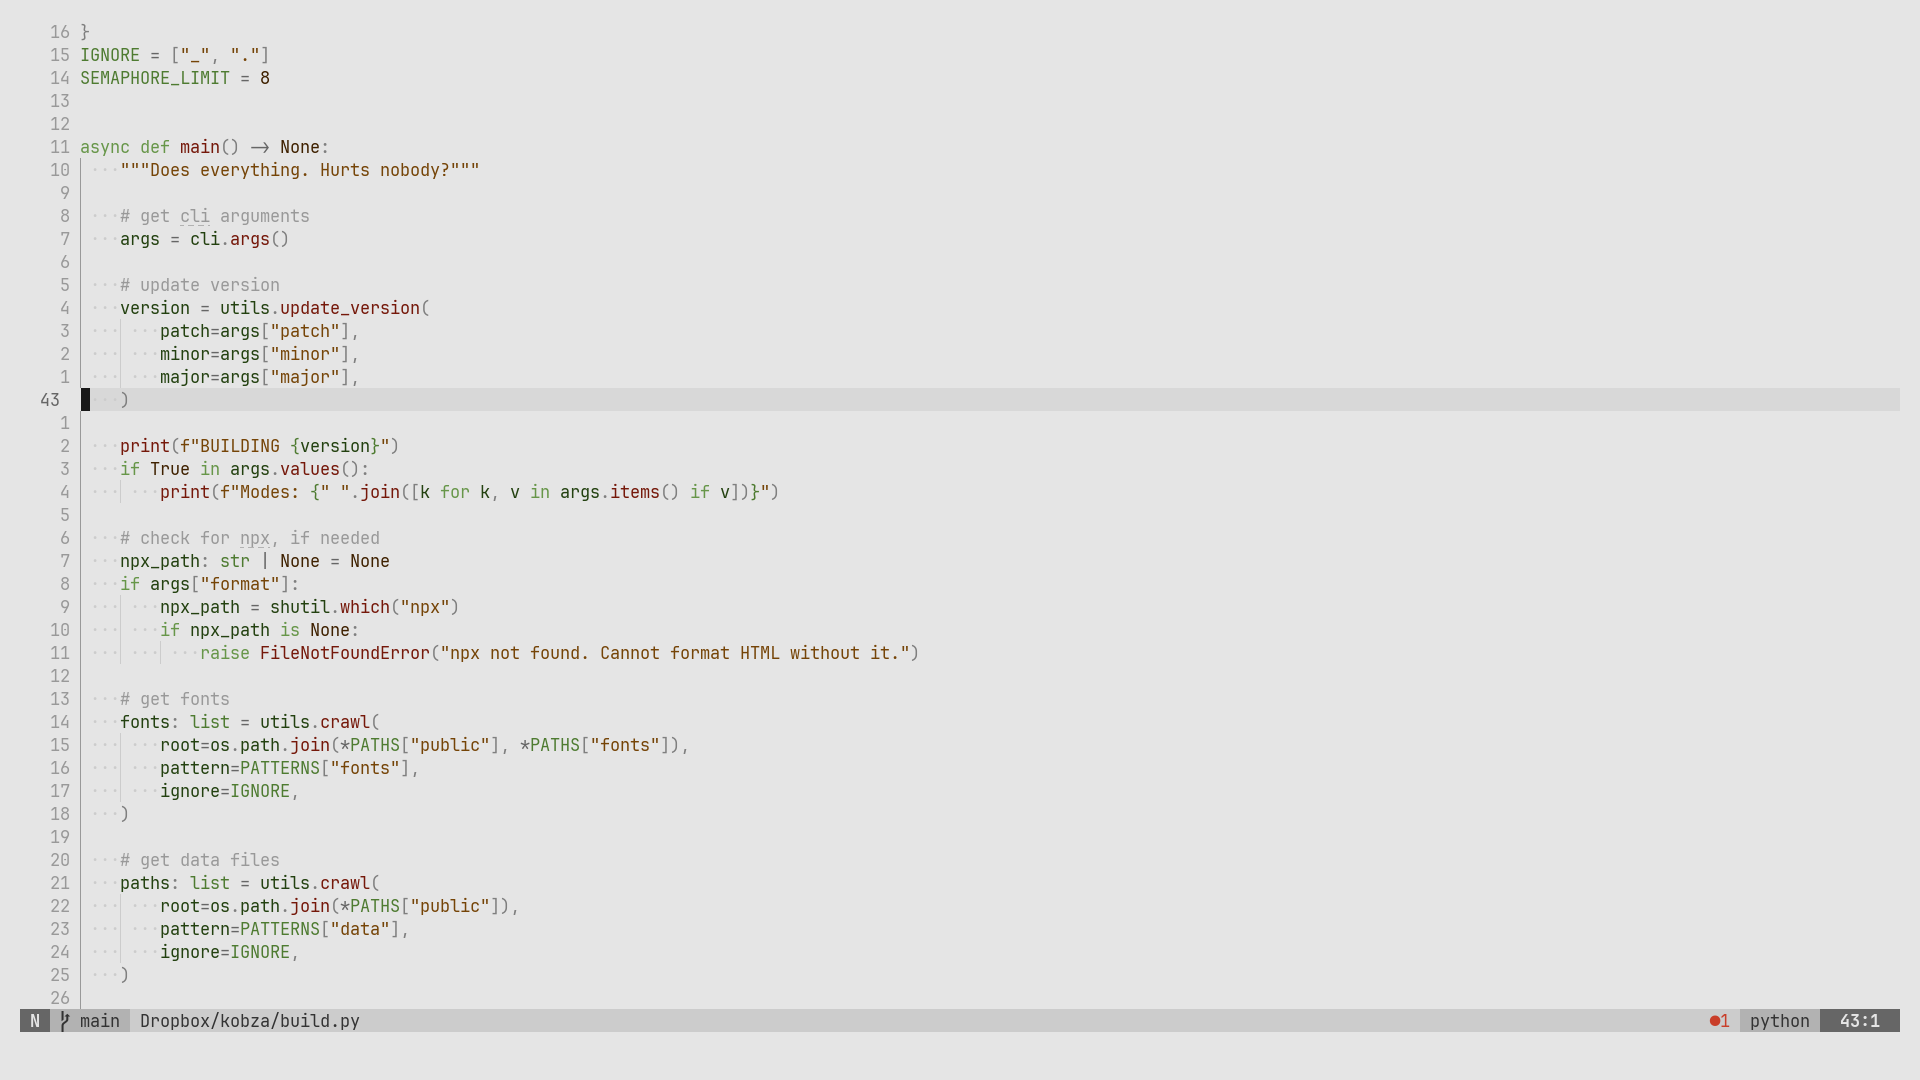 16 }
15 IGNORE = ["_", "."]
14 SEMAPHORE_LIMIT = 8
13
12
11 async def main() -> None:
10     """Does everything. Hurts nobody?"""
9
8     # get cli arguments
7     args = cli.args()
6
5     # update version
4     version = utils.update_version(
3         patch=args["patch"],
2         minor=args["minor"],
1         major=args["major"],
43     )
1
2     print(f"BUILDING {version}")
3     if True in args.values():
4         print(f"Modes: {" ".join([k for k, v in args.items() if v])}")
5
6     # check for npx, if needed
7     npx_path: str | None = None
8     if args["format"]:
9         npx_path = shutil.which("npx")
10         if npx_path is None:
11             raise FileNotFoundError("npx not found. Cannot format HTML without it.")
12
13     # get fonts
14     fonts: list = utils.crawl(
15         root=os.path.join(*PATHS["public"], *PATHS["fonts"]),
16         pattern=PATTERNS["fonts"],
17         ignore=IGNORE,
18     )
19
20     # get data files
21     paths: list = utils.crawl(
22         root=os.path.join(*PATHS["public"]),
23         pattern=PATTERNS["data"],
24         ignore=IGNORE,
25     )
26
N main Dropbox/kobza/build.py ●1 python 43:1